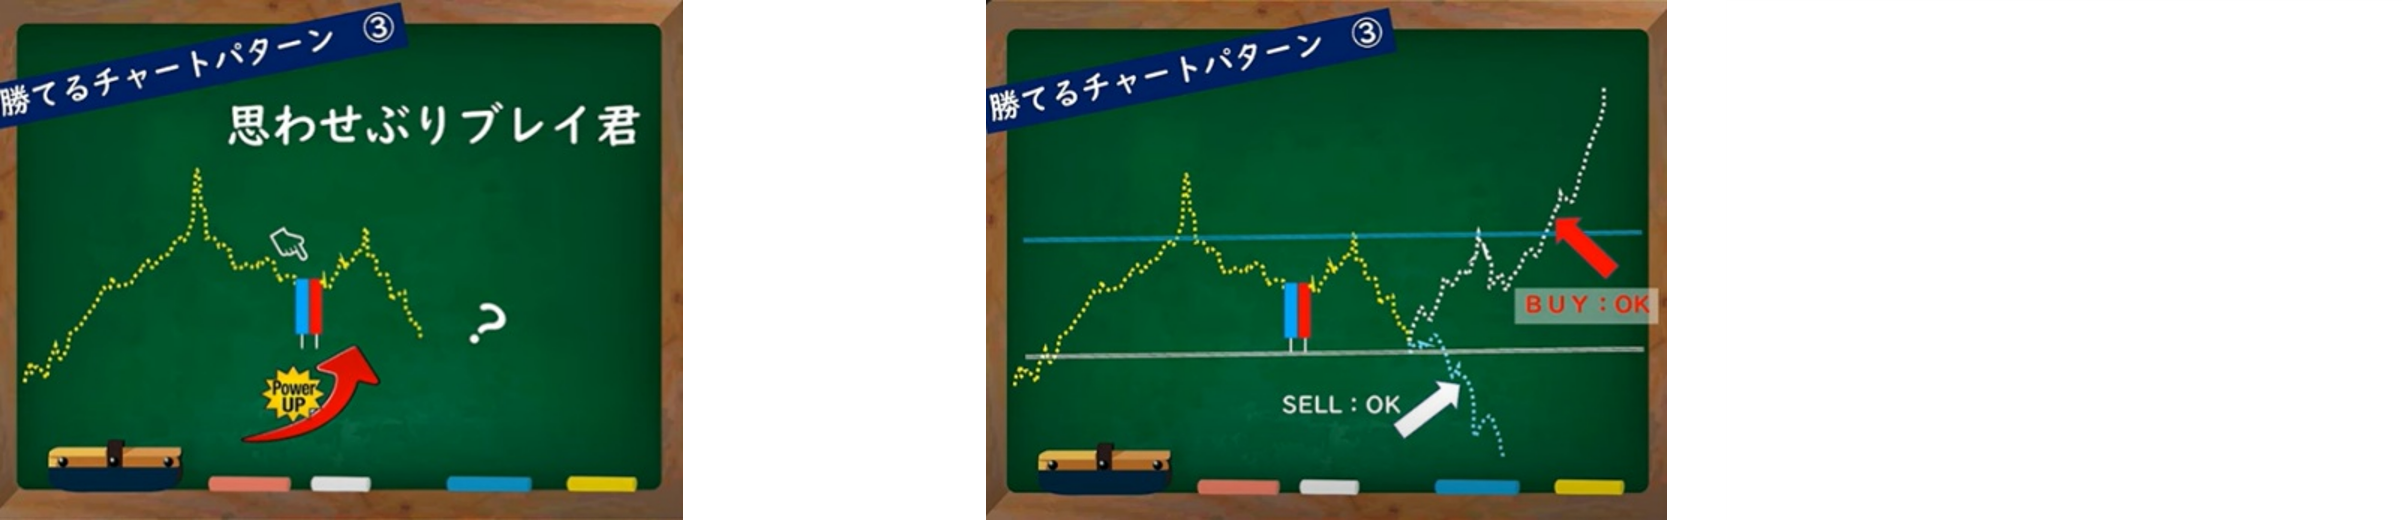 勝てるチャートパターン ③
思わせぶりブレイ君
?
Power
UP
勝てるチャートパターン ③
BUY：OK
SELL：OK